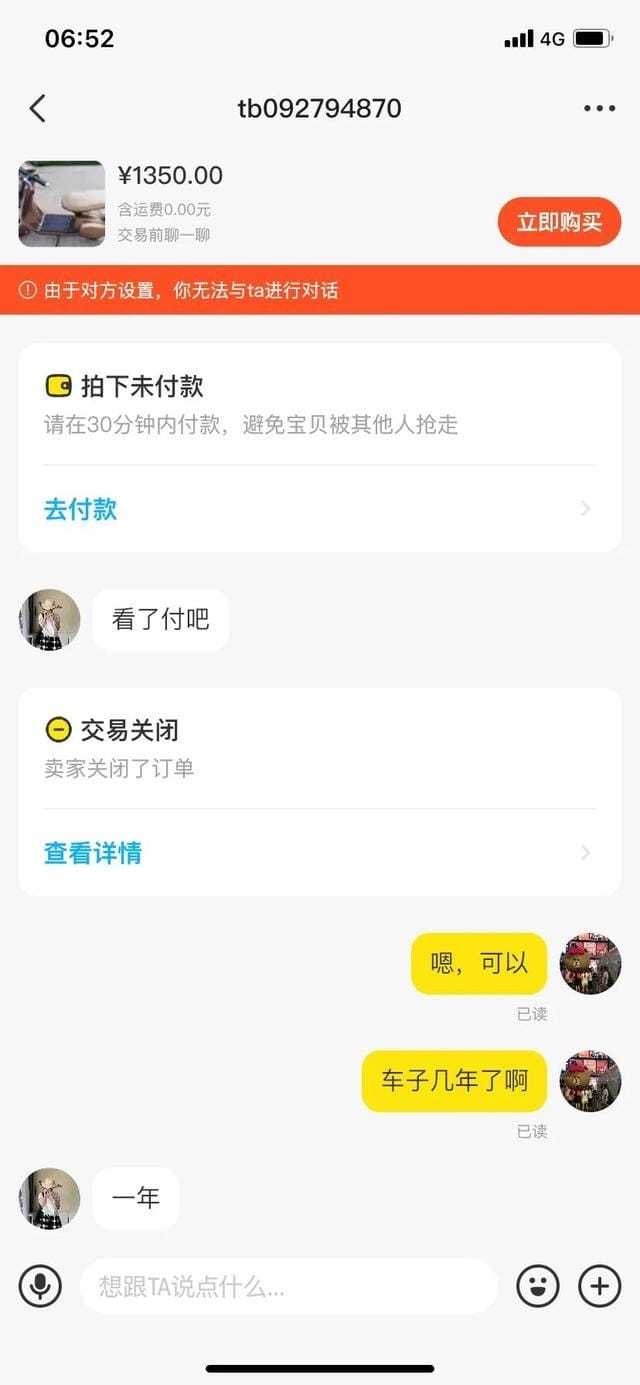 06:52
4G
tb092794870
¥1350.00
含运费0.00元
交易前聊一聊
立即购买
由于对方设置，你无法与ta进行对话
拍下未付款
请在30分钟内付款，避免宝贝被其他人抢走
去付款
看了付吧
交易关闭
卖家关闭了订单
查看详情
嗯，可以
已读
车子几年了啊
已读
一年
想跟TA说点什么...